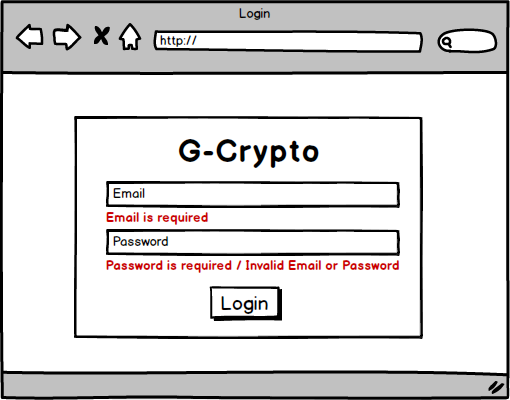 Login
http://
G-Crypto
Email
Email is required
Password
Password is required / Invalid Email or Password
Login